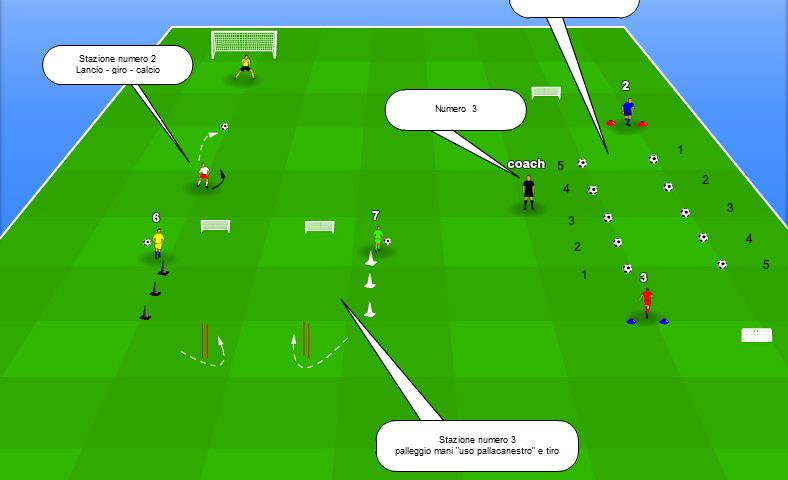 Stazione numero 2
Lancio - giro - calcio
2
Numero  3
coach
5
1
4
2
6
7
3
3
2
4
1
3
5
Stazione numero 3
palleggio mani "uso pallacanestro" e tiro